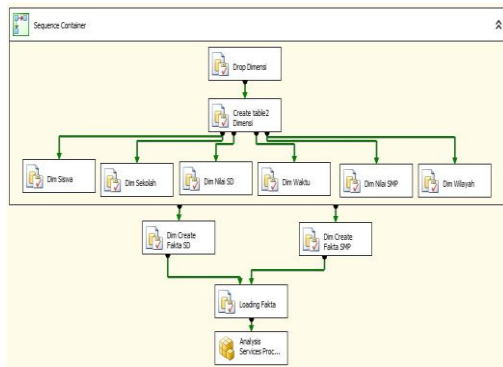 Sequence Container
Drop Dimensi
Create table2
Dimensi
Dim Siswa
Dim Sekolah
Dim Nilai SD
Dim Waktu
Dim Nilai SMP
Dim Wilayah
Dim Create
Fakta SD
Dim Create
Fakta SMP
Loading Fakta
Analysis
Services Proc...